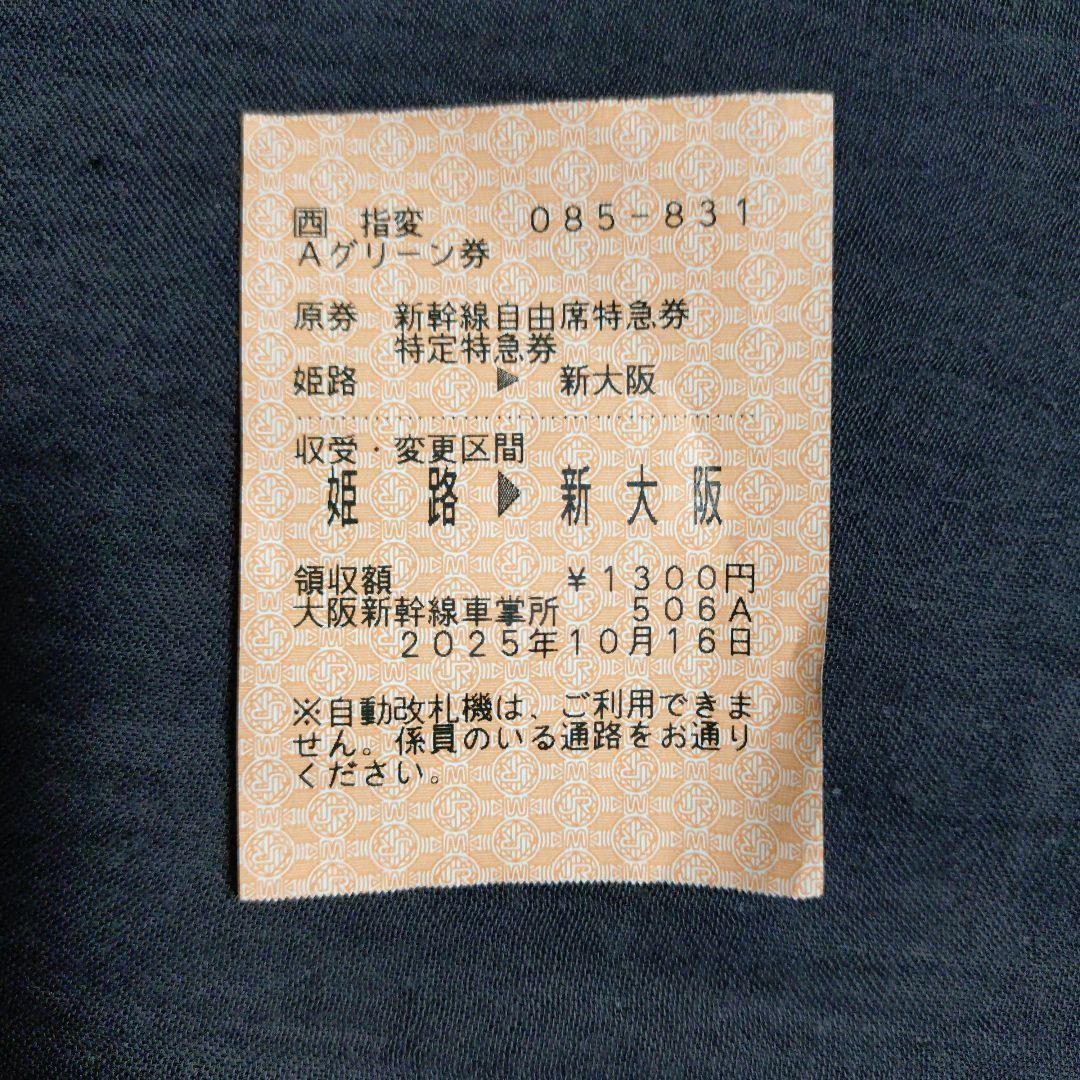 西 指変 085-831
Aグリーン券
原券 新幹線自由席特急券
特定特急券
姫路 ▶ 新大阪
収受・変更区間
姫路▶新大阪
領収額 ¥1300円
大阪新幹線車掌所 506A
2025年10月16日
※自動改札機は、ご利用できま
せん。係員のいる通路をお通り
ください。